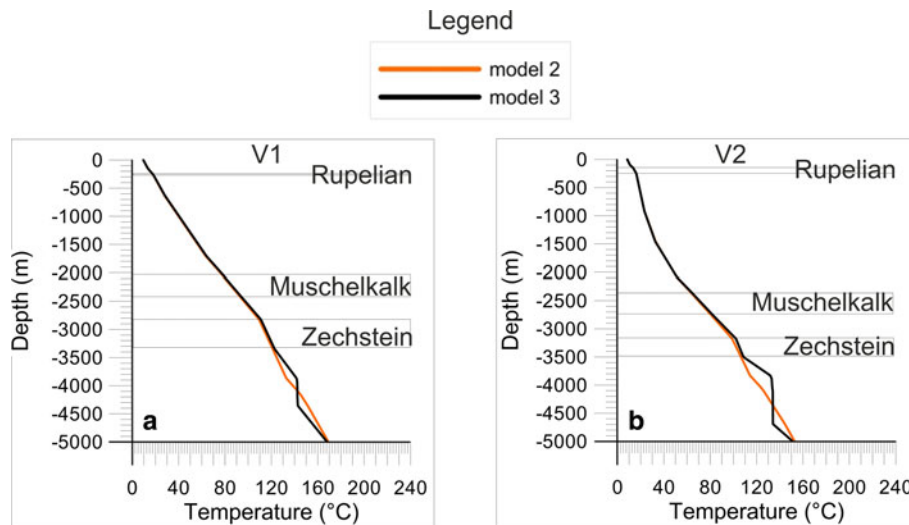 Legend
model 2
model 3
V1
0
-500
-1000
-1500
-2000
-2500
-3000
-3500
-4000
-4500
-5000
Depth (m)
Rupelian
Muschelkalk
Zechstein
a
0 40 80 120 160 200 240
Temperature (°C)
V2
0
-500
-1000
-1500
-2000
-2500
-3000
-3500
-4000
-4500
-5000
Depth (m)
Rupelian
Muschelkalk
Zechstein
b
0 40 80 120 160 200 240
Temperature (°C)